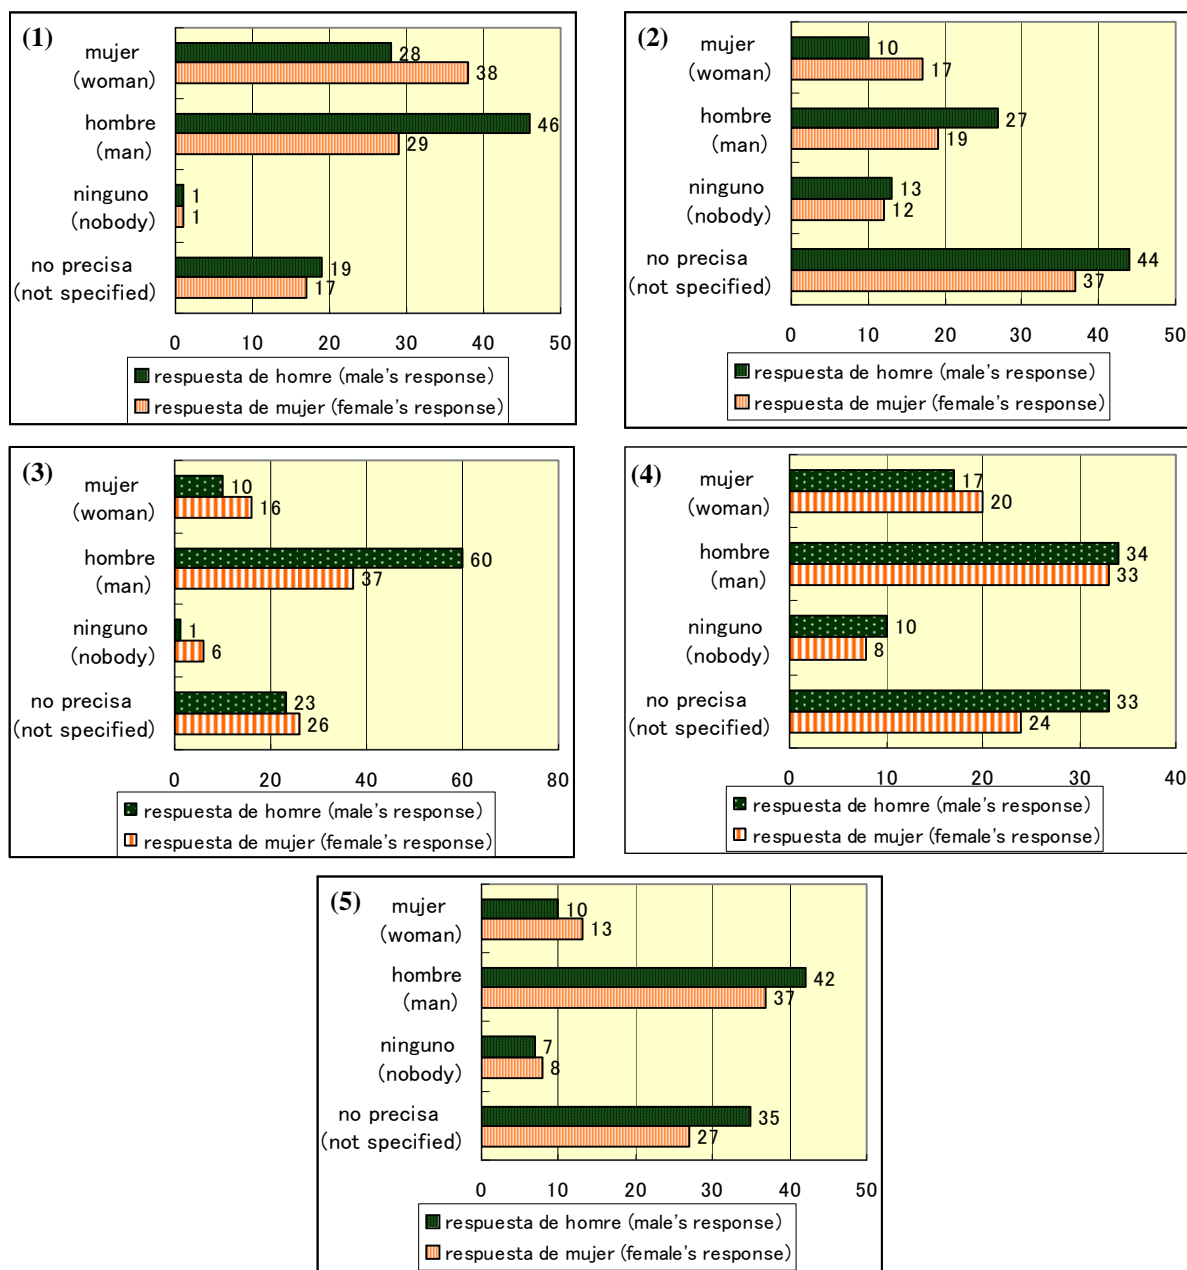 (1)
mujer
(woman)
28
38
hombre
(man)
46
29
ninguno
(nobody)
1
1
no precisa
(not specified)
19
17
0 10 20 30 40 50
respuesta de homre (male's response)
respuesta de mujer (female's response)
(2)
mujer
(woman)
10
17
hombre
(man)
27
19
ninguno
(nobody)
13
12
no precisa
(not specified)
44
37
0 10 20 30 40 50
respuesta de homre (male's response)
respuesta de mujer (female's response)
(3)
mujer
(woman)
10
16
hombre
(man)
60
37
ninguno
(nobody)
1
6
no precisa
(not specified)
23
26
0 20 40 60 80
respuesta de homre (male's response)
respuesta de mujer (female's response)
(4)
mujer
(woman)
17
20
hombre
(man)
34
33
ninguno
(nobody)
10
8
no precisa
(not specified)
33
24
0 10 20 30 40
respuesta de homre (male's response)
respuesta de mujer (female's response)
(5)
mujer
(woman)
10
13
hombre
(man)
42
37
ninguno
(nobody)
7
8
no precisa
(not specified)
35
27
0 10 20 30 40 50
respuesta de homre (male's response)
respuesta de mujer (female's response)